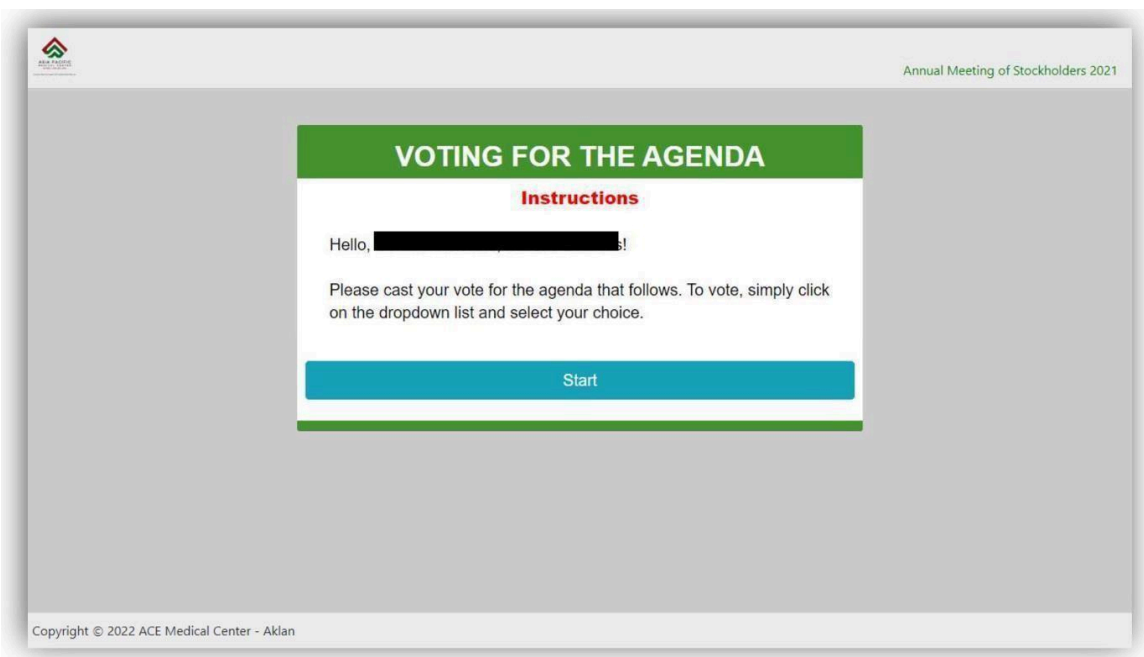 ASIA PACIFIC
Annual Meeting of Stockholders 2021
VOTING FOR THE AGENDA
Instructions
Hello, s!
Please cast your vote for the agenda that follows. To vote, simply click
on the dropdown list and select your choice.
Start
Copyright © 2022 ACE Medical Center - Aklan